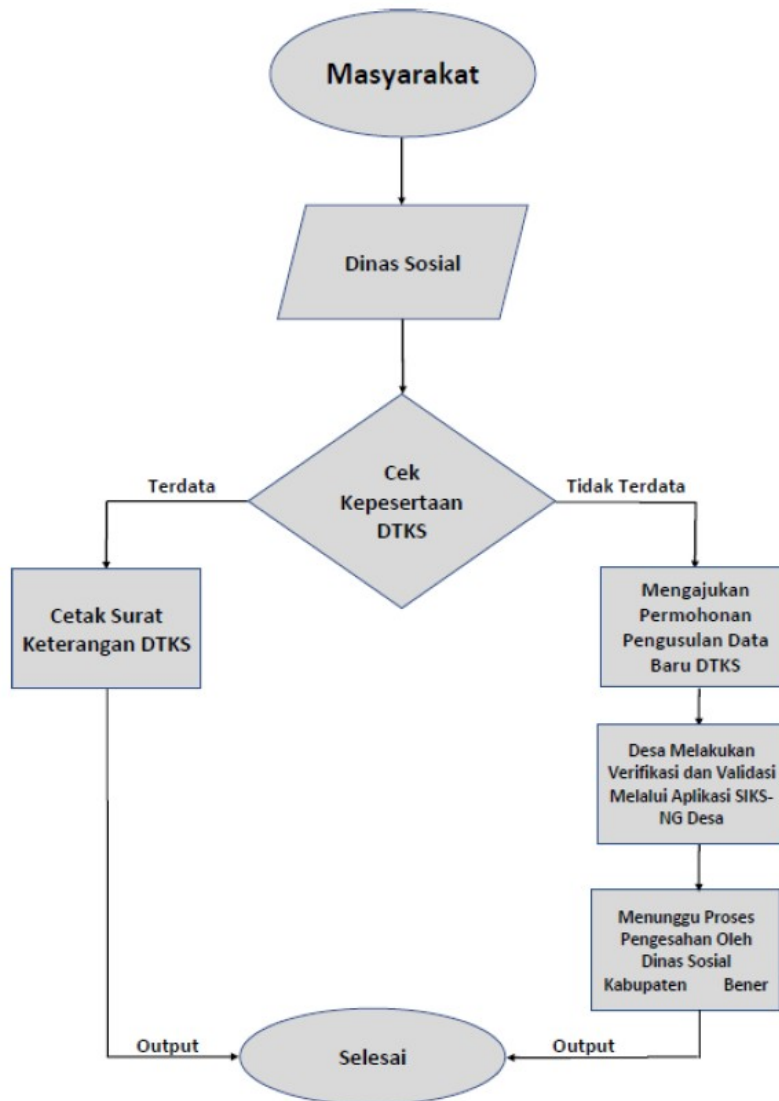 Masyarakat
Dinas Sosial
Cek
Kepesertaan
DTKS
Terdata
Tidak Terdata
Cetak Surat
Keterangan DTKS
Mengajukan
Permohonan
Pengusulan Data
Baru DTKS
Desa Melakukan
Verifikasi dan Validasi
Melalui Aplikasi SIKS-
NG Desa
Menunggu Proses
Pengesahan Oleh
Dinas Sosial
Kabupaten Bener
Output
Selesai
Output